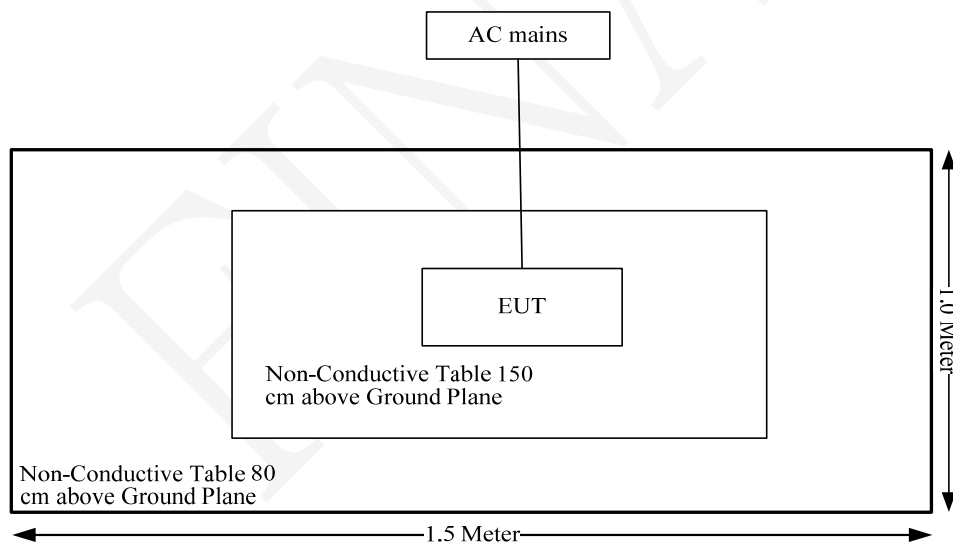 AC mains
EUT
Non-Conductive Table 150
cm above Ground Plane
Non-Conductive Table 80
cm above Ground Plane
1.0 Meter
1.5 Meter